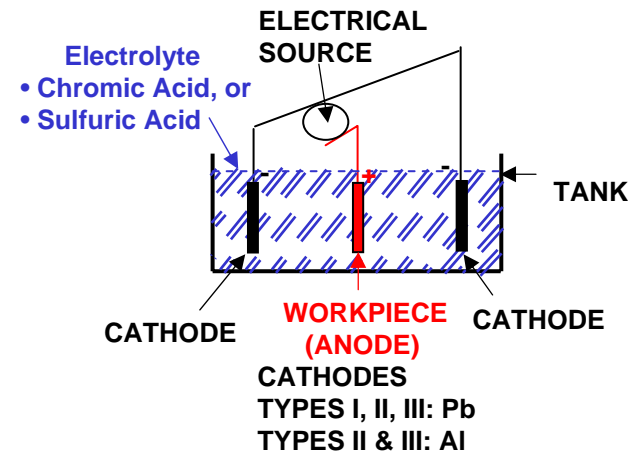 ELECTRICAL
SOURCE
Electrolyte
• Chromic Acid, or
• Sulfuric Acid
-
+
-
TANK
CATHODE
WORKPIECE
(ANODE)
CATHODE
CATHODES
TYPES I, II, III: Pb
TYPES II & III: Al